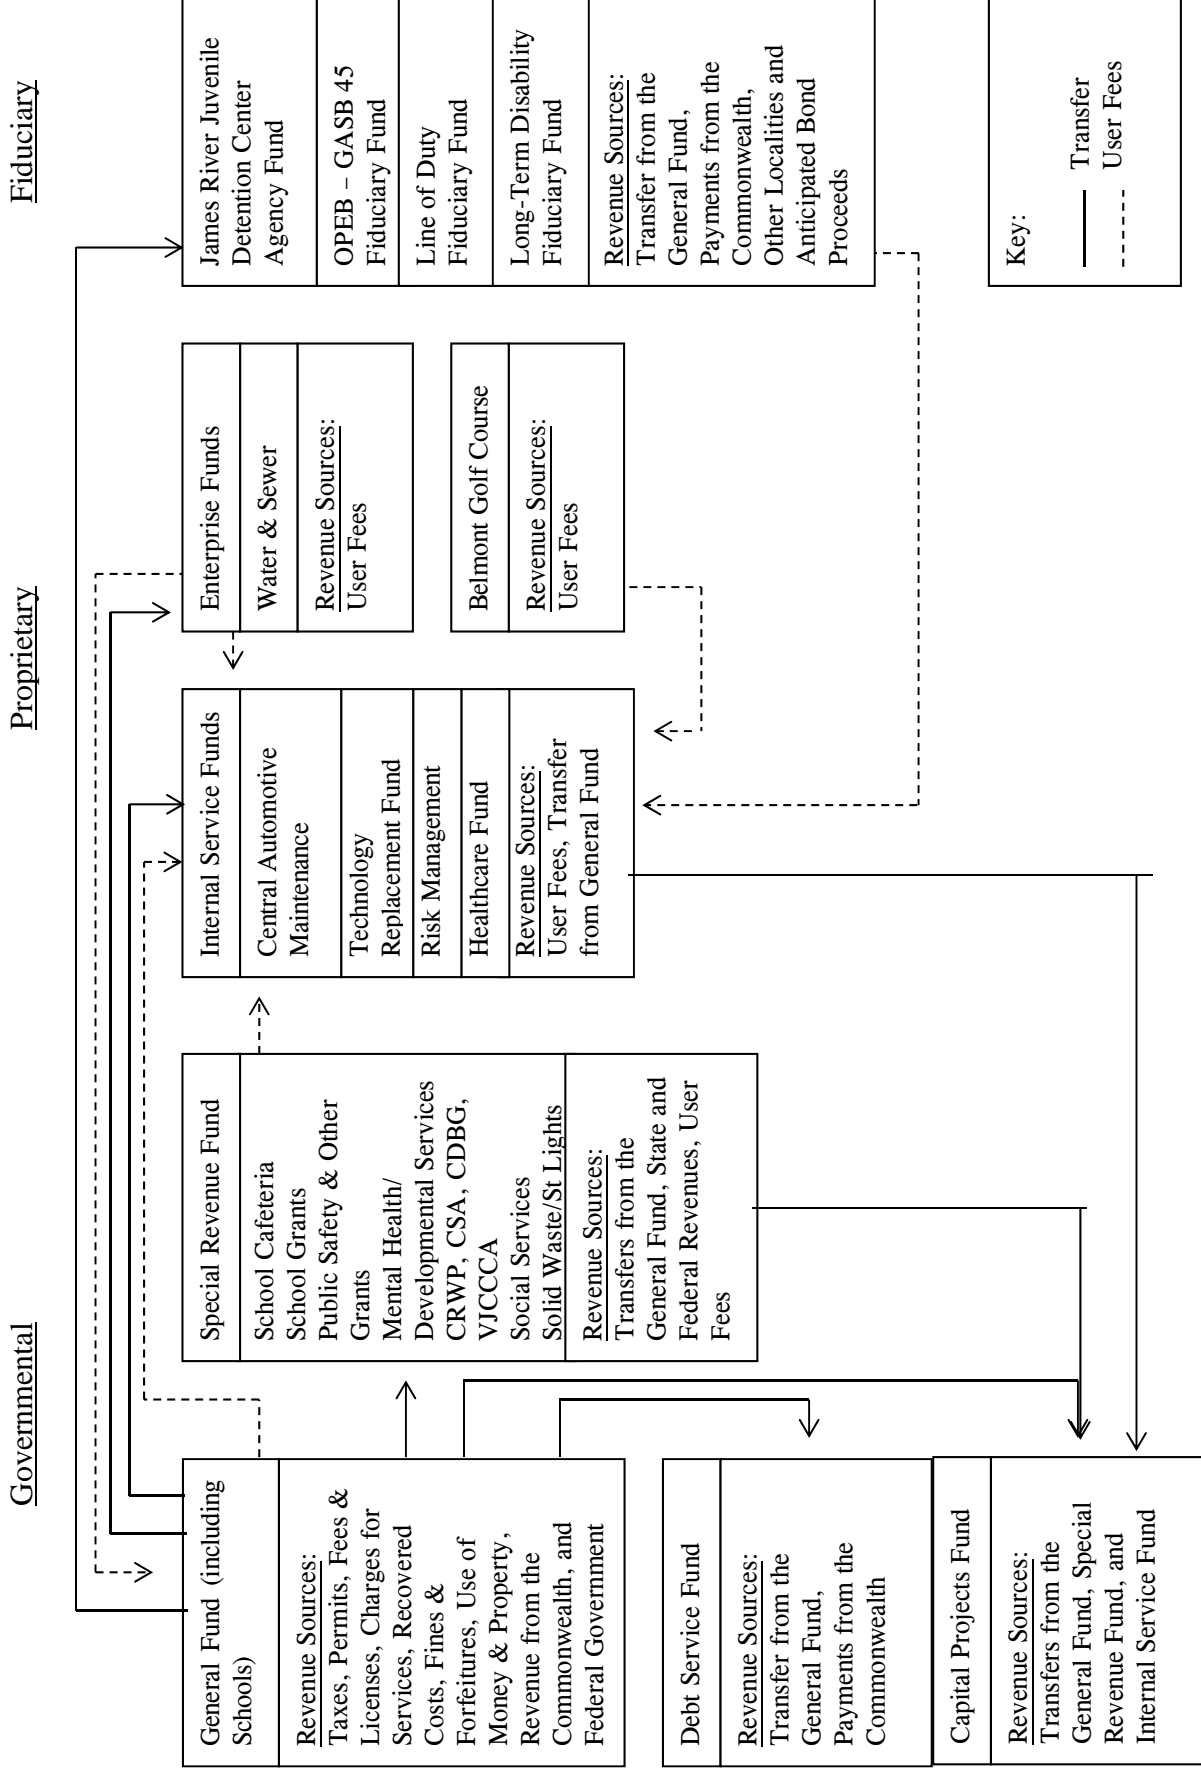 Governmental
Proprietary
Fiduciary
General Fund (including
Schools)
Revenue Sources:
Taxes, Permits, Fees &
Licenses, Charges for
Services, Recovered
Costs, Fines &
Forfeitures, Use of
Money & Property,
Revenue from the
Commonwealth, and
Federal Government
Debt Service Fund
Revenue Sources:
Transfer from the
General Fund,
Payments from the
Commonwealth
Capital Projects Fund
Revenue Sources:
Transfers from the
General Fund, Special
Revenue Fund, and
Internal Service Fund
Special Revenue Fund
School Cafeteria
School Grants
Public Safety & Other
Grants
Mental Health/
Developmental Services
CRWP, CSA, CDBG,
VJCCCA
Social Services
Solid Waste/St Lights
Revenue Sources:
Transfers from the
General Fund, State and
Federal Revenues, User
Fees
Internal Service Funds
Central Automotive
Maintenance
Technology
Replacement Fund
Risk Management
Healthcare Fund
Revenue Sources:
User Fees, Transfer
from General Fund
Enterprise Funds
Water & Sewer
Revenue Sources:
User Fees
Belmont Golf Course
Revenue Sources:
User Fees
James River Juvenile
Detention Center
Agency Fund
OPEB – GASB 45
Fiduciary Fund
Line of Duty
Fiduciary Fund
Long-Term Disability
Fiduciary Fund
Revenue Sources:
Transfer from the
General Fund,
Payments from the
Commonwealth,
Other Localities and
Anticipated Bond
Proceeds
Key:
Transfer
User Fees